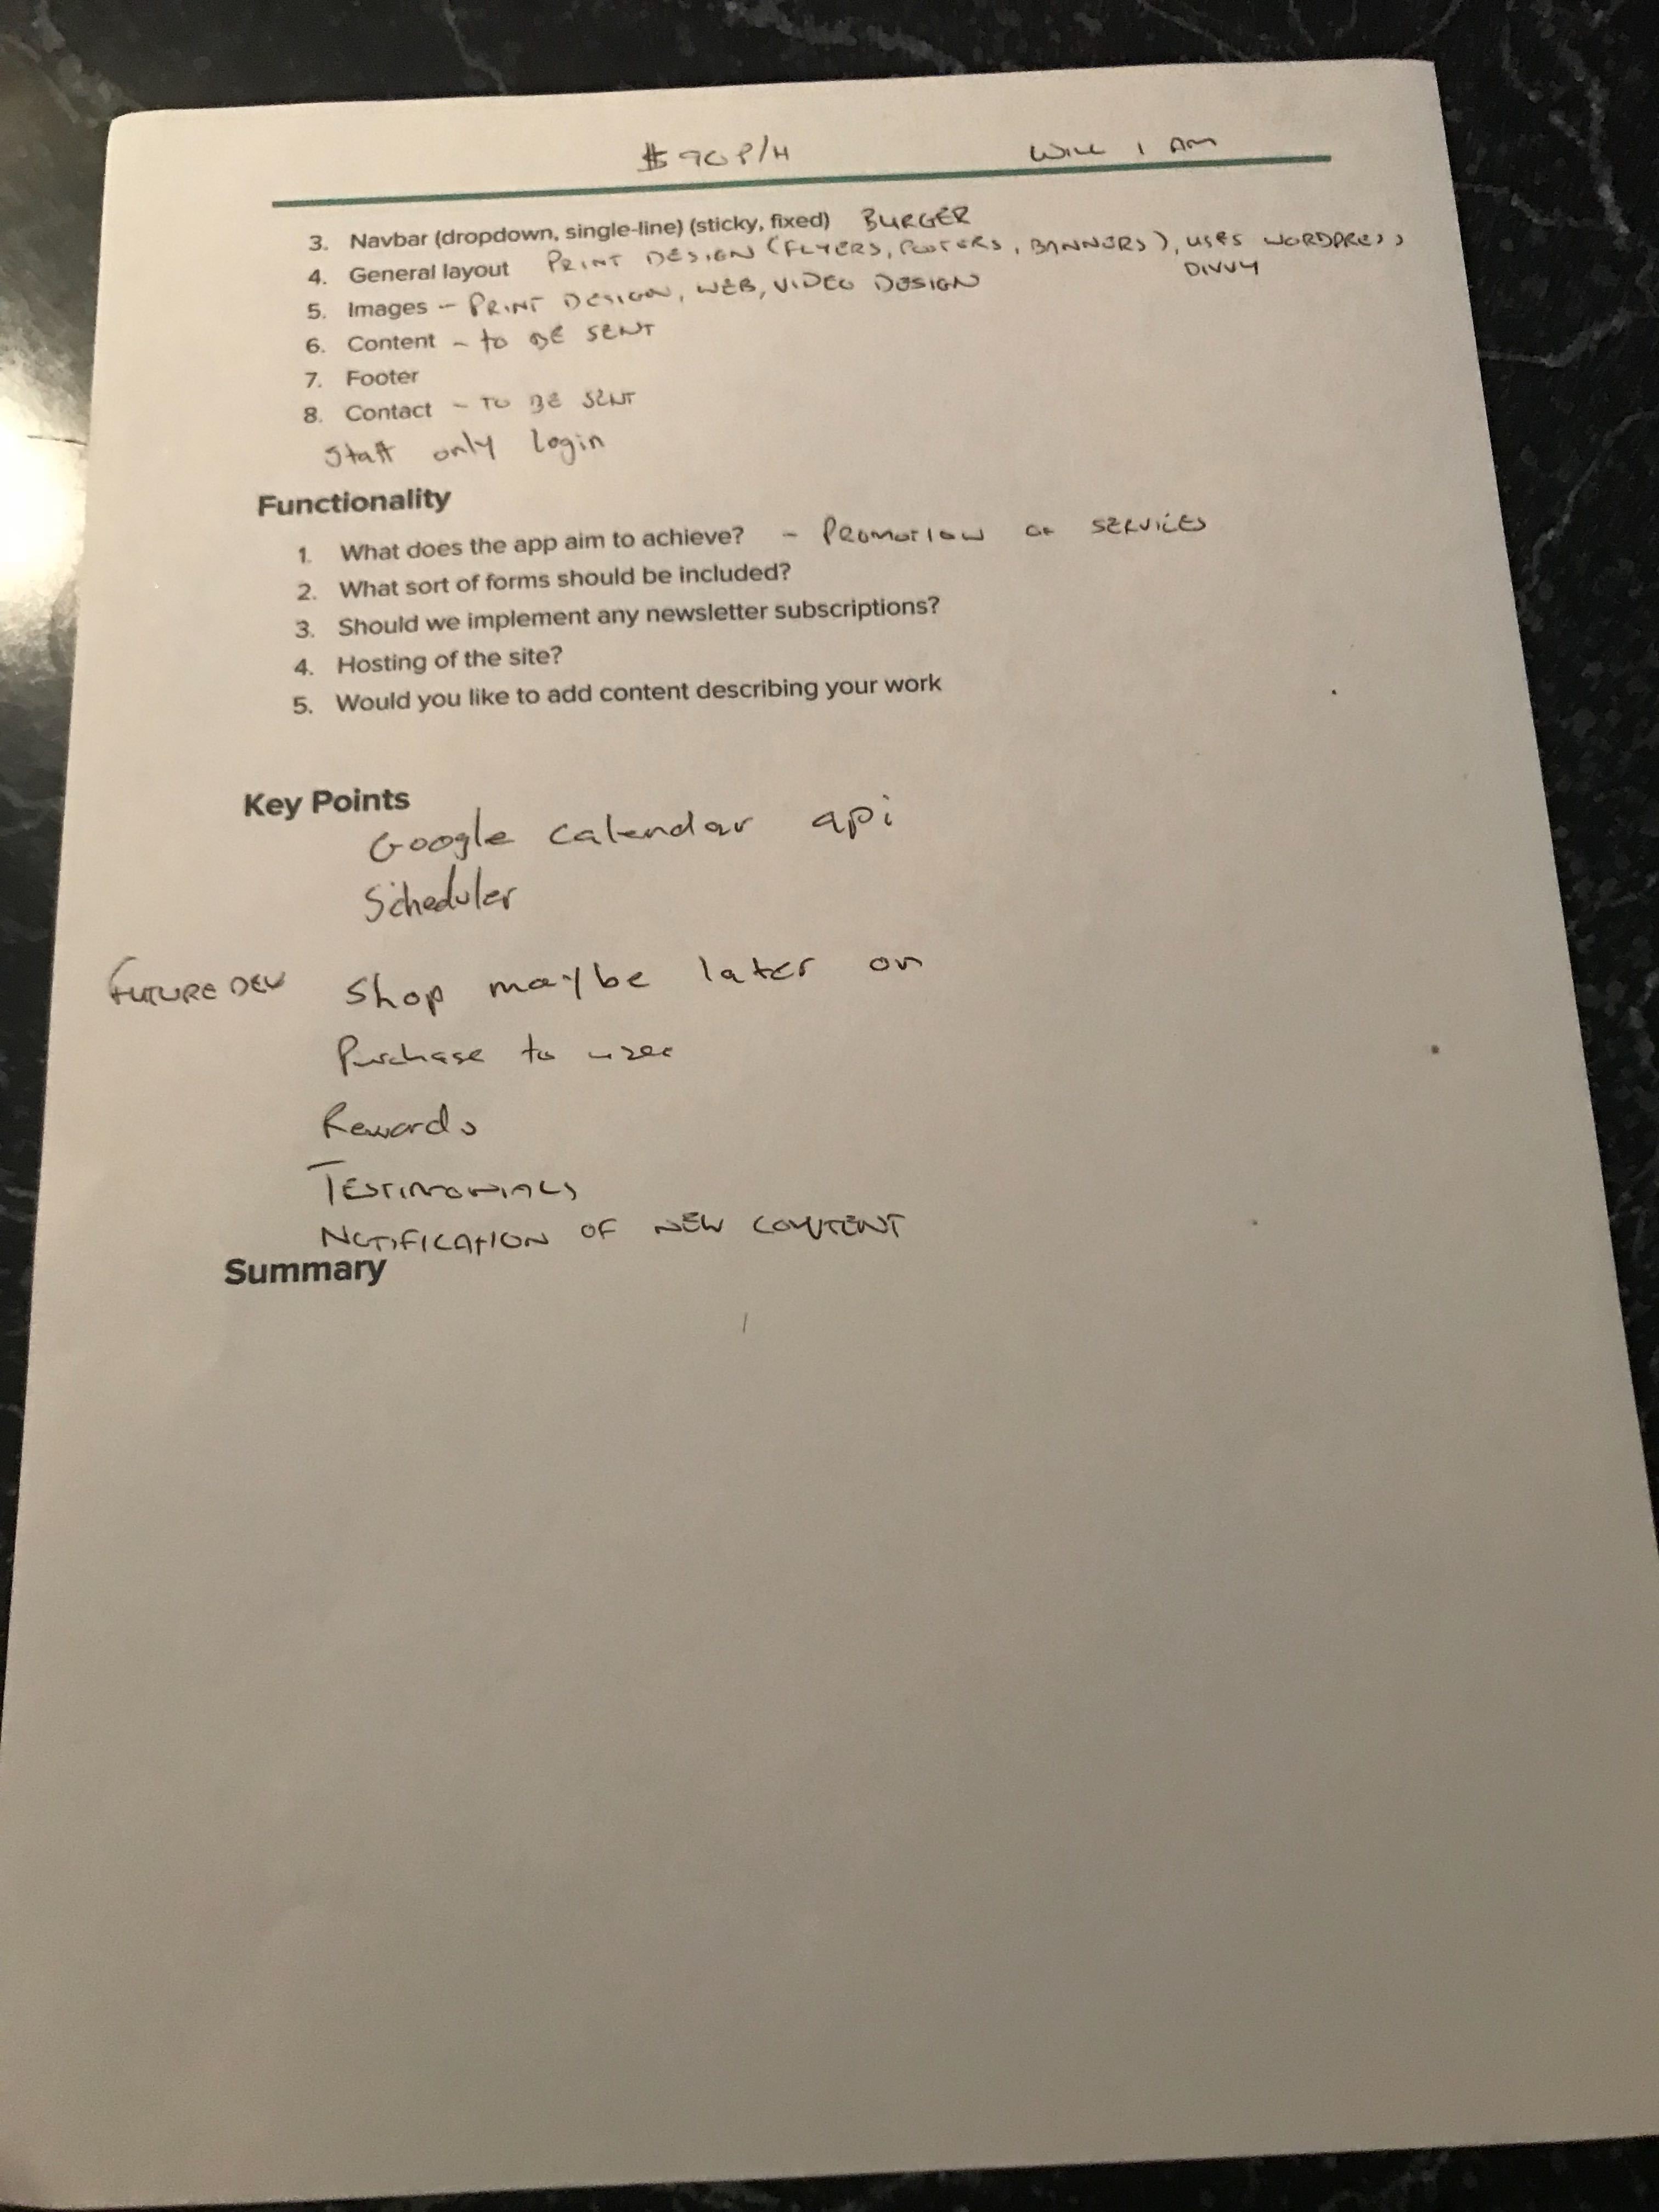 $90 P/H WILL I AM
3. Navbar (dropdown, single-line) (sticky, fixed) BURGER
4. General layout PRINT DESIGN (FLYERS, POSTERS, BANNERS), USES WORDPRESS
DIVVY
5. Images - PRINT DESIGN, WEB, VIDEO DESIGN
6. Content - to BE SENT
7. Footer
8. Contact - TO BE SENT
Staff only login
Functionality
1. What does the app aim to achieve? - PROMOTION OF SERVICES
2. What sort of forms should be included?
3. Should we implement any newsletter subscriptions?
4. Hosting of the site?
5. Would you like to add content describing your work
Key Points
Google calendar api
Scheduler
FUTURE DEV Shop maybe later on
Purchase to
Rewards
TESTIMONIALS
NOTIFICATION OF NEW CONTENT
Summary